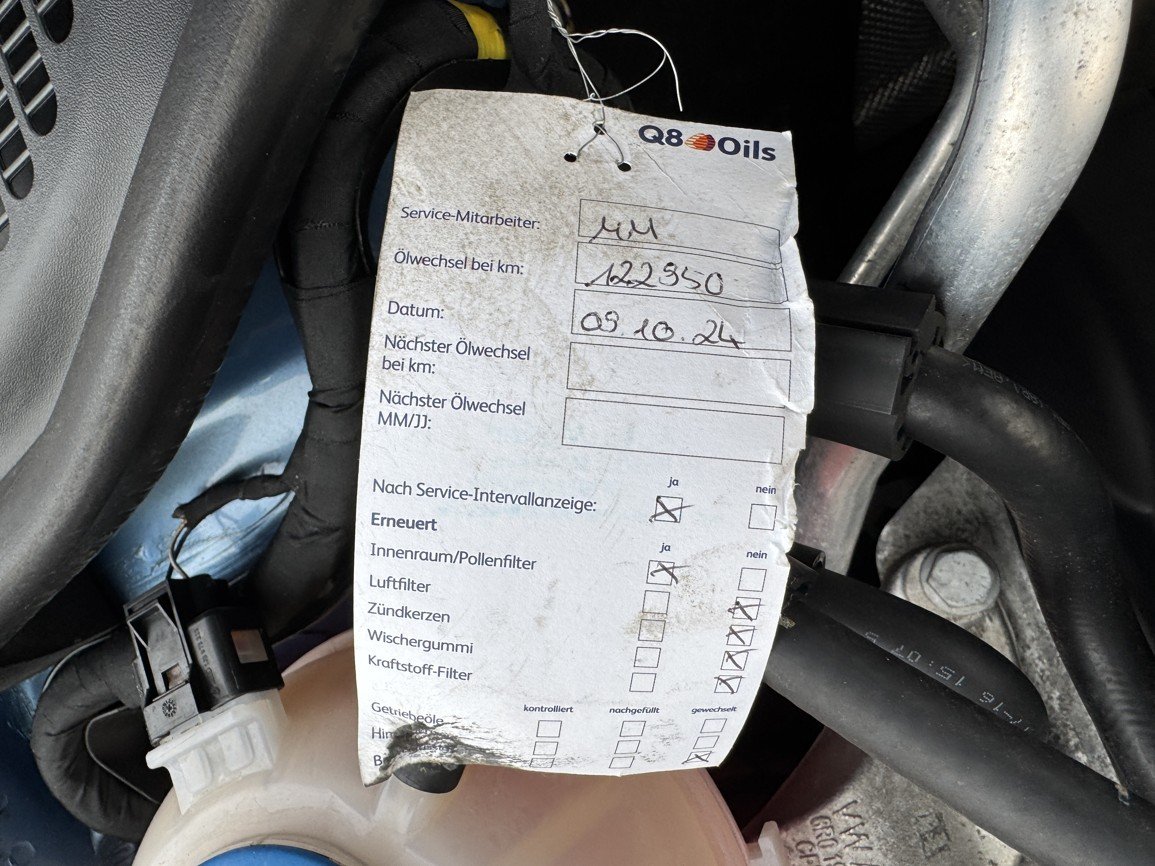 Q8 Oils
Service-Mitarbeiter: MM
Ölwechsel bei km: 122950
Datum: 09.10.24
Nächster Ölwechsel
bei km:
Nächster Ölwechsel
MM/JJ:
ja nein
Nach Service-Intervallanzeige:
Erneuert
ja nein
Innenraum/Pollenfilter
Luftfilter
Zündkerzen
Wischergummi
Kraftstoff-Filter
kontrolliert nachgefüllt gewechselt
Getriebeöle
15:07